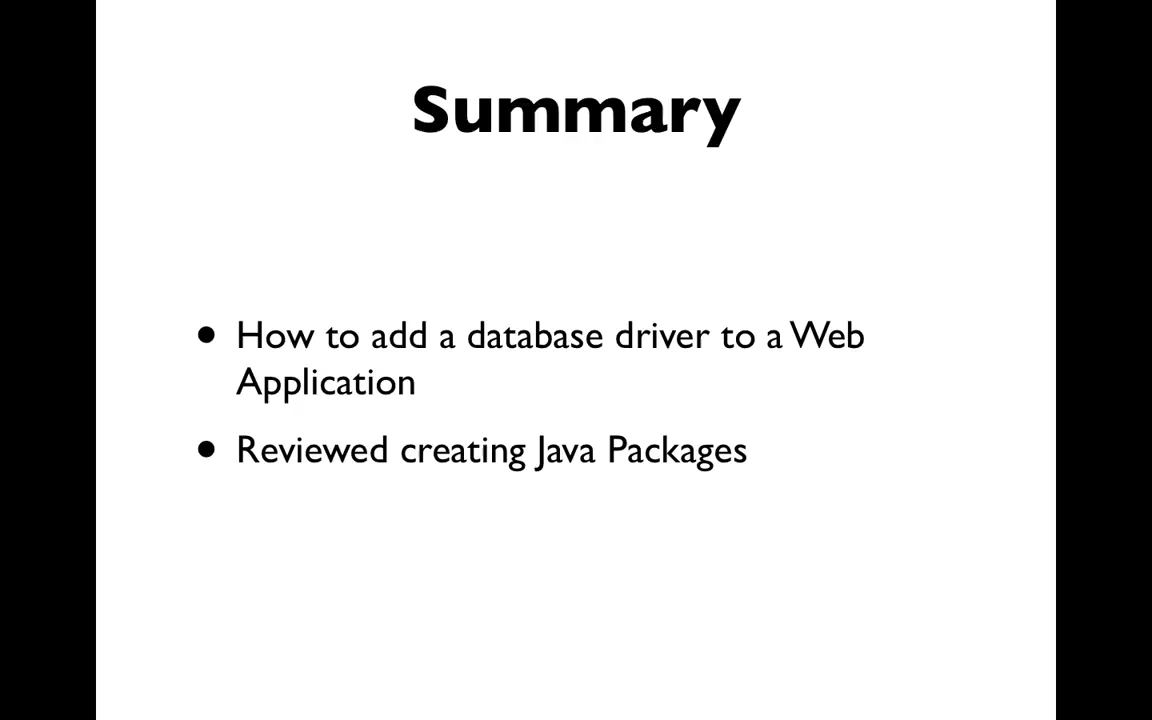 Summary
• How to add a database driver to a Web
Application
• Reviewed creating Java Packages